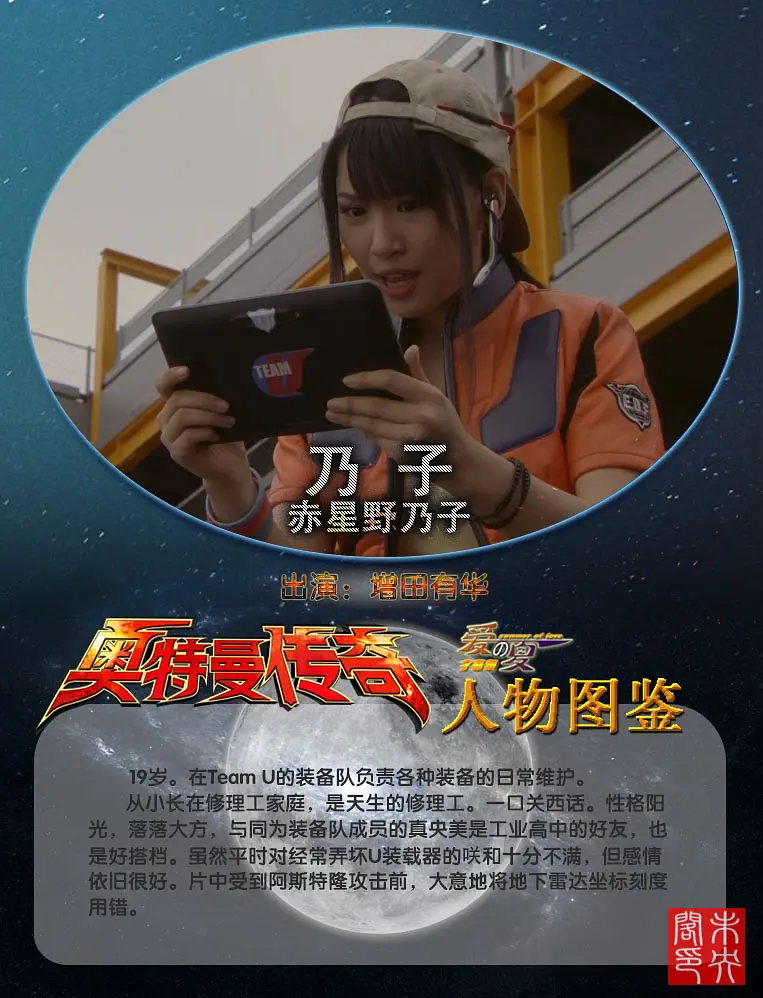 TEAM
U
乃 子
赤星野乃子
出演：增田有华
奥特曼传奇
summer of love
爱の夏
人物图鉴
19岁。在Team U的装备队负责各种装备的日常维护。
从小长在修理工家庭，是天生的修理工。一口关西话。性格阳
光，落落大方，与同为装备队成员的真央美是工业高中的好友，也
是好搭档。虽然平时对经常弄坏U装载器的咲和十分不满，但感情
依旧很好。片中受到阿斯特隆攻击前，大意地将地下雷达坐标刻度
用错。
未央
閣印